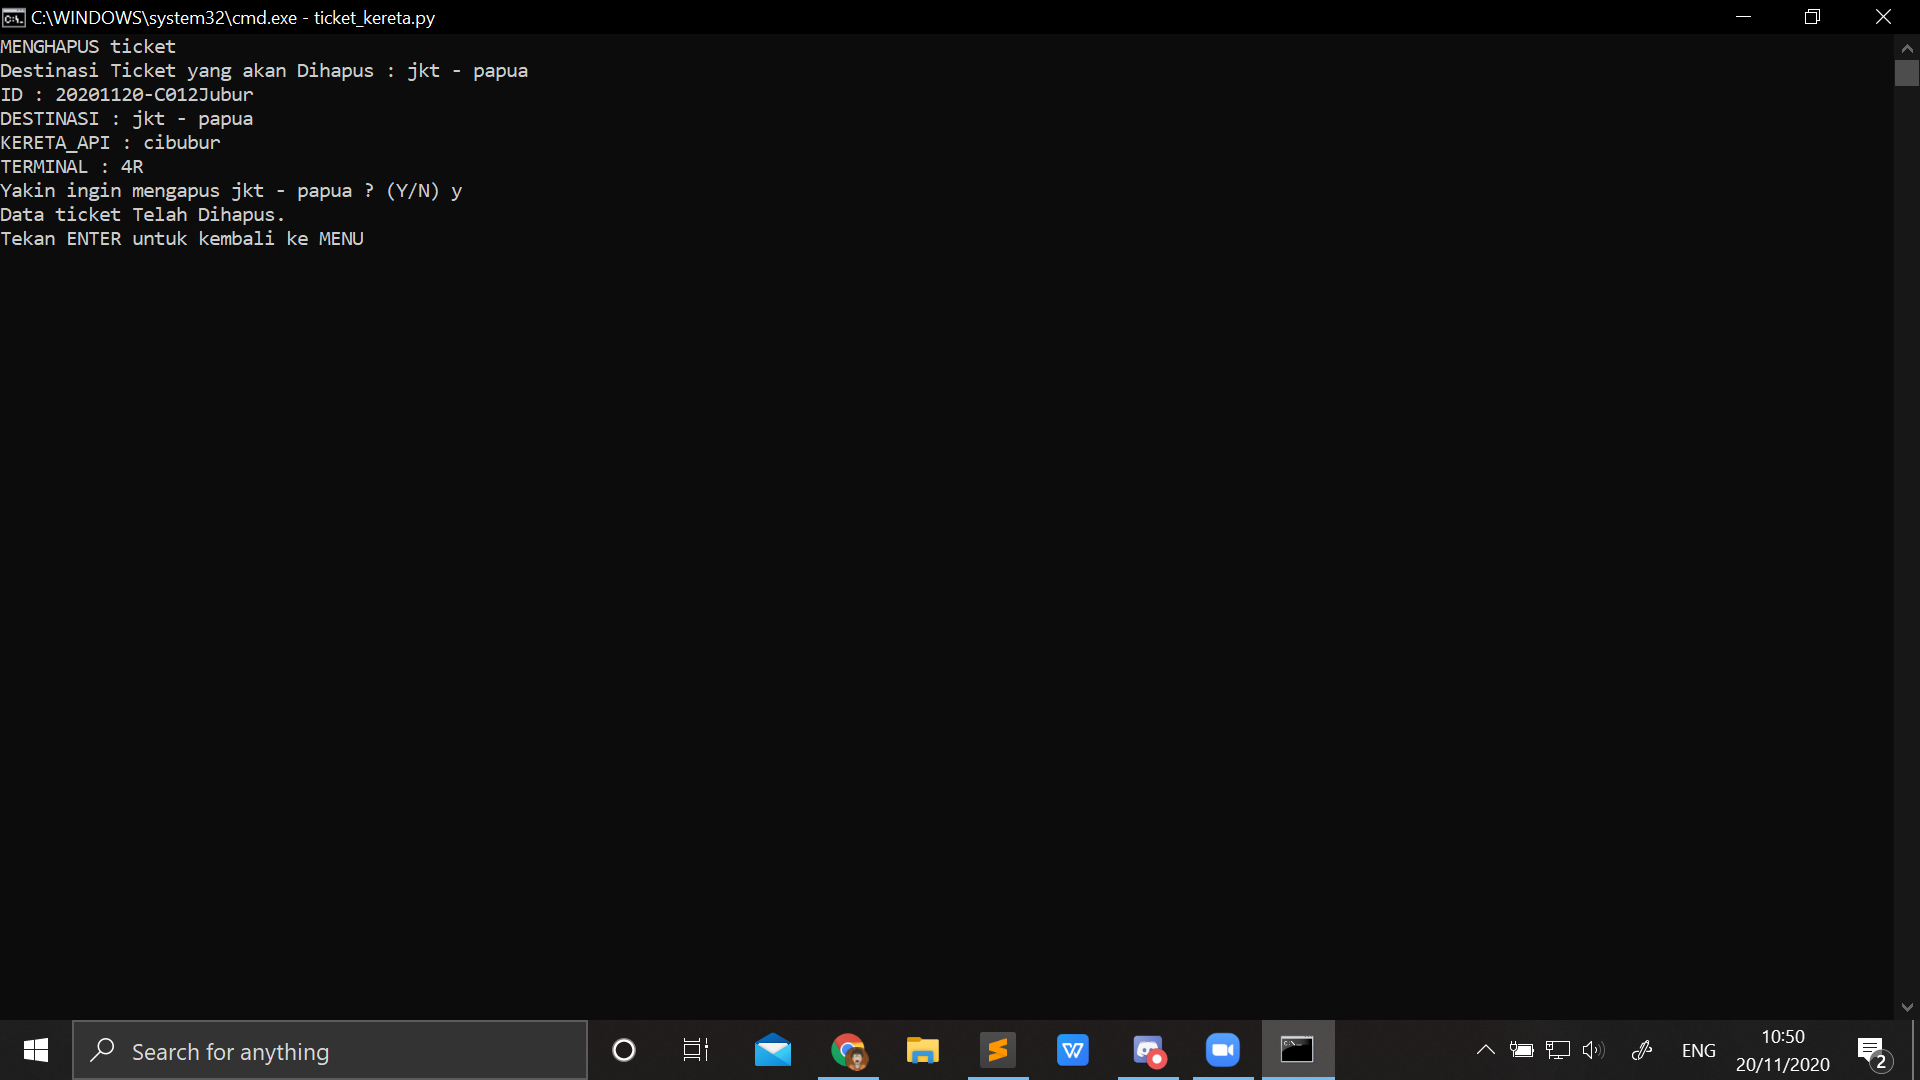 C:\WINDOWS\system32\cmd.exe - ticket_kereta.py
MENGHAPUS ticket
Destinasi Ticket yang akan Dihapus : jkt - papua
ID : 20201120-C012Jubur
DESTINASI : jkt - papua
KERETA_API : cibubur
TERMINAL : 4R
Yakin ingin mengapus jkt - papua ? (Y/N) y
Data ticket Telah Dihapus.
Tekan ENTER untuk kembali ke MENU
Search for anything
ENG
10:50
20/11/2020
2